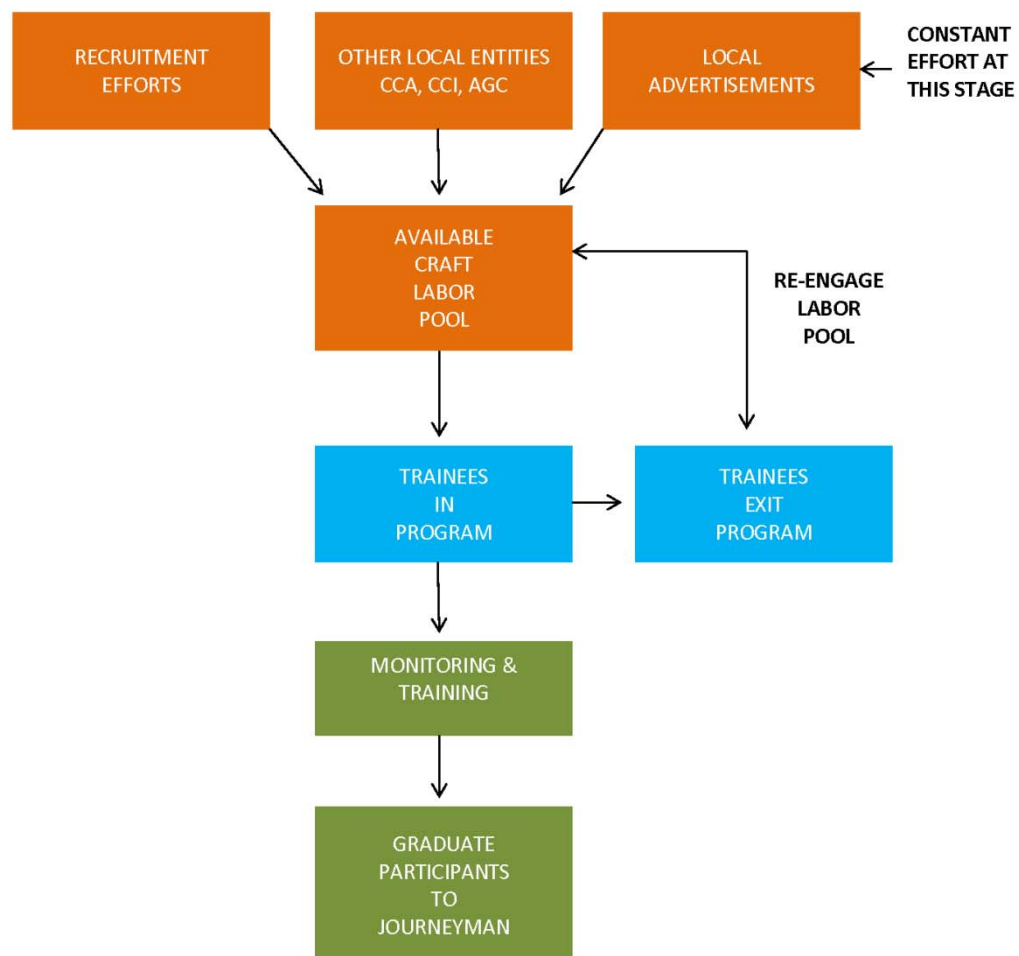 RECRUITMENT
EFFORTS
OTHER LOCAL ENTITIES
CCA, CCI, AGC
LOCAL
ADVERTISEMENTS
CONSTANT
EFFORT AT
THIS STAGE
AVAILABLE
CRAFT
LABOR
POOL
RE-ENGAGE
LABOR
POOL
TRAINEES
IN
PROGRAM
TRAINEES
EXIT
PROGRAM
MONITORING &
TRAINING
GRADUATE
PARTICIPANTS
TO
JOURNEYMAN